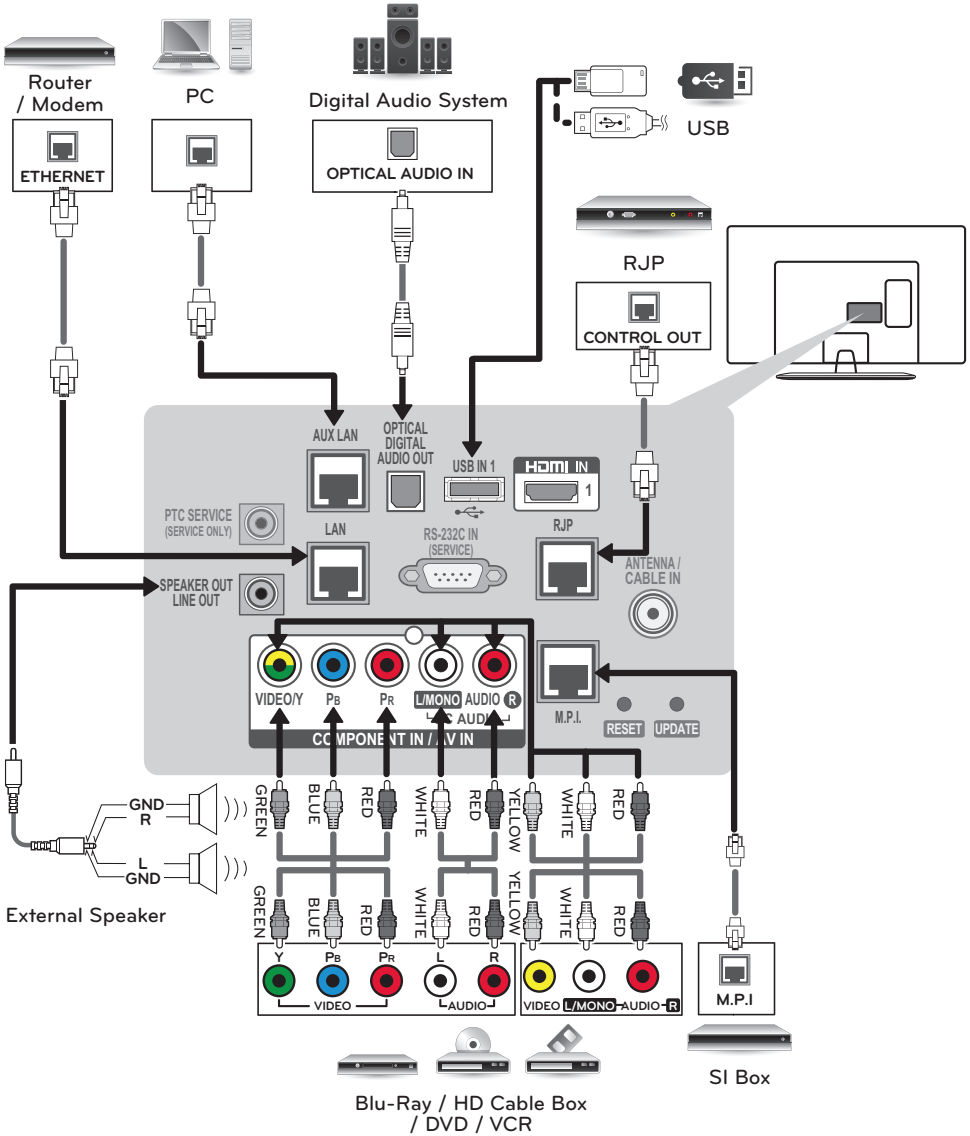 Router
/ Modem
PC
Digital Audio System
USB
ETHERNET
OPTICAL AUDIO IN
RJP
CONTROL OUT
AUX LAN
OPTICAL
DIGITAL
AUDIO OUT
USB IN 1
HDMI IN
1
PTC SERVICE
(SERVICE ONLY)
LAN
RS-232C IN
(SERVICE)
RJP
ANTENNA /
CABLE IN
SPEAKER OUT
LINE OUT
VIDEO/Y
PB
PR
L/MONO AUDIO R
M.P.I.
RESET
UPDATE
COMPONENT IN / AV IN
GREEN
BLUE
RED
WHITE
RED
YELLOW
WHITE
RED
GND
R
L
GND
External Speaker
GREEN
BLUE
RED
WHITE
RED
YELLOW
WHITE
RED
Y
PB
PR
L
R
VIDEO
AUDIO
VIDEO L/MONO AUDIO R
M.P.I
SI Box
Blu-Ray / HD Cable Box
/ DVD / VCR